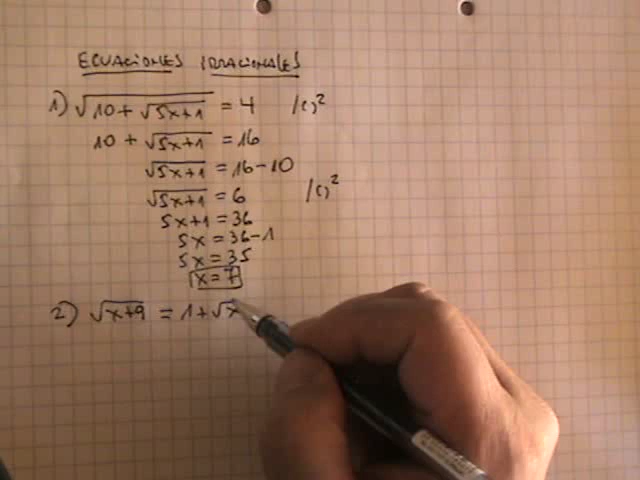 ECUACIONES IRRACIONALES
1) √(10+√(5x+1)) = 4 /()²
10 + √(5x+1) = 16
√(5x+1) = 16-10
√(5x+1) = 6 /()²
5x+1 = 36
5x = 36-1
5x = 35
x = 7
2) √(x+9) = 1+√x